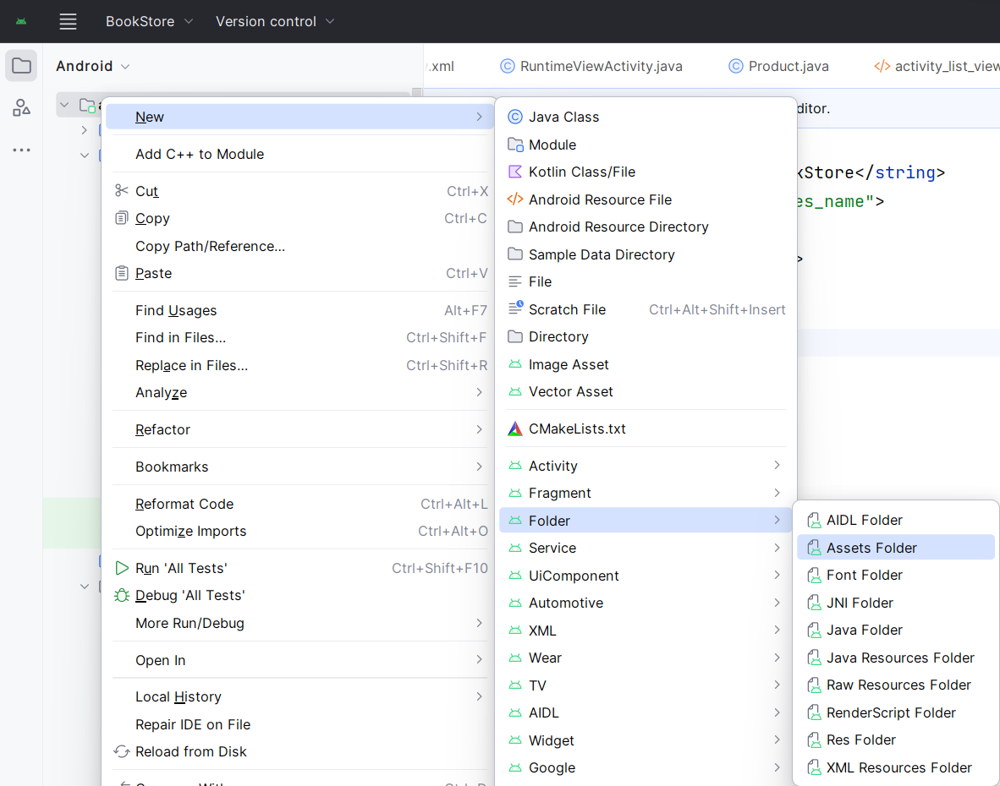 BookStore Version control
Android
.xml RuntimeViewActivity.java Product.java activity_list_view
ditor.
kStore</string>
es_name">
>
New
Add C++ to Module
Cut Ctrl+X
Copy Ctrl+C
Copy Path/Reference...
Paste Ctrl+V
Find Usages Alt+F7
Find in Files... Ctrl+Shift+F
Replace in Files... Ctrl+Shift+R
Analyze
Refactor
Bookmarks
Reformat Code Ctrl+Alt+L
Optimize Imports Ctrl+Alt+O
Run 'All Tests' Ctrl+Shift+F10
Debug 'All Tests'
More Run/Debug
Open In
Local History
Repair IDE on File
Reload from Disk
Java Class
Module
Kotlin Class/File
Android Resource File
Android Resource Directory
Sample Data Directory
File
Scratch File Ctrl+Alt+Shift+Insert
Directory
Image Asset
Vector Asset
CMakeLists.txt
Activity
Fragment
Folder
Service
UiComponent
Automotive
XML
Wear
TV
AIDL
Widget
Google
AIDL Folder
Assets Folder
Font Folder
JNI Folder
Java Folder
Java Resources Folder
Raw Resources Folder
RenderScript Folder
Res Folder
XML Resources Folder